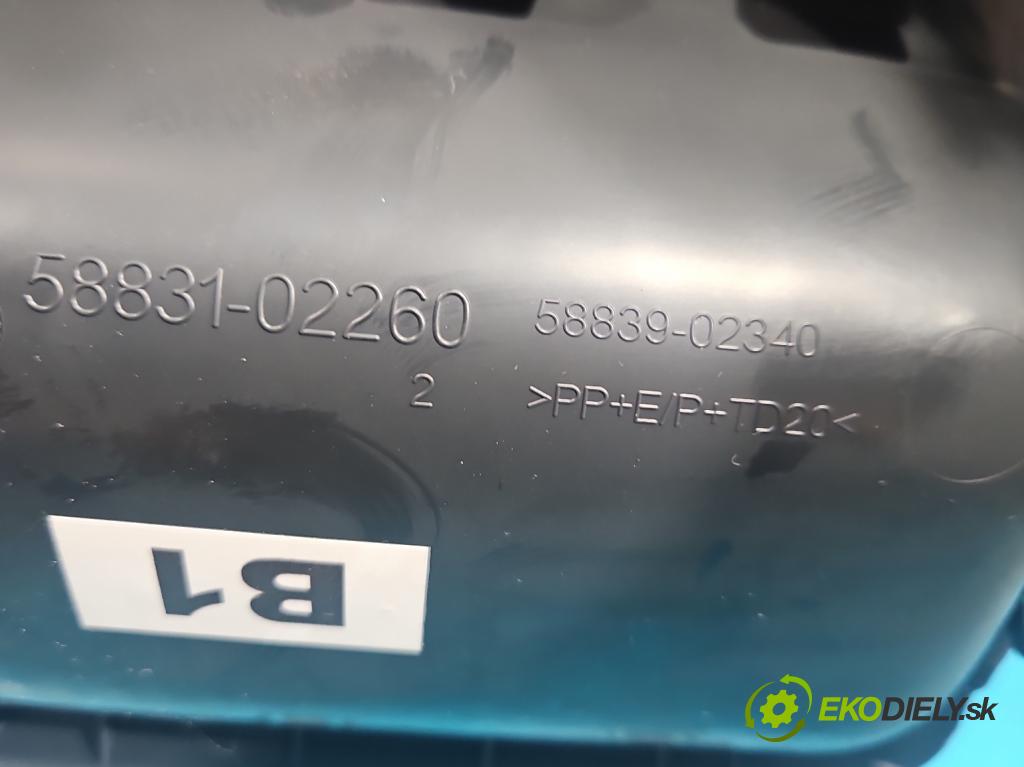 58831-02260
58839-02340
2
>PP+E/P+TD20<
B1
EKODIELY.sk